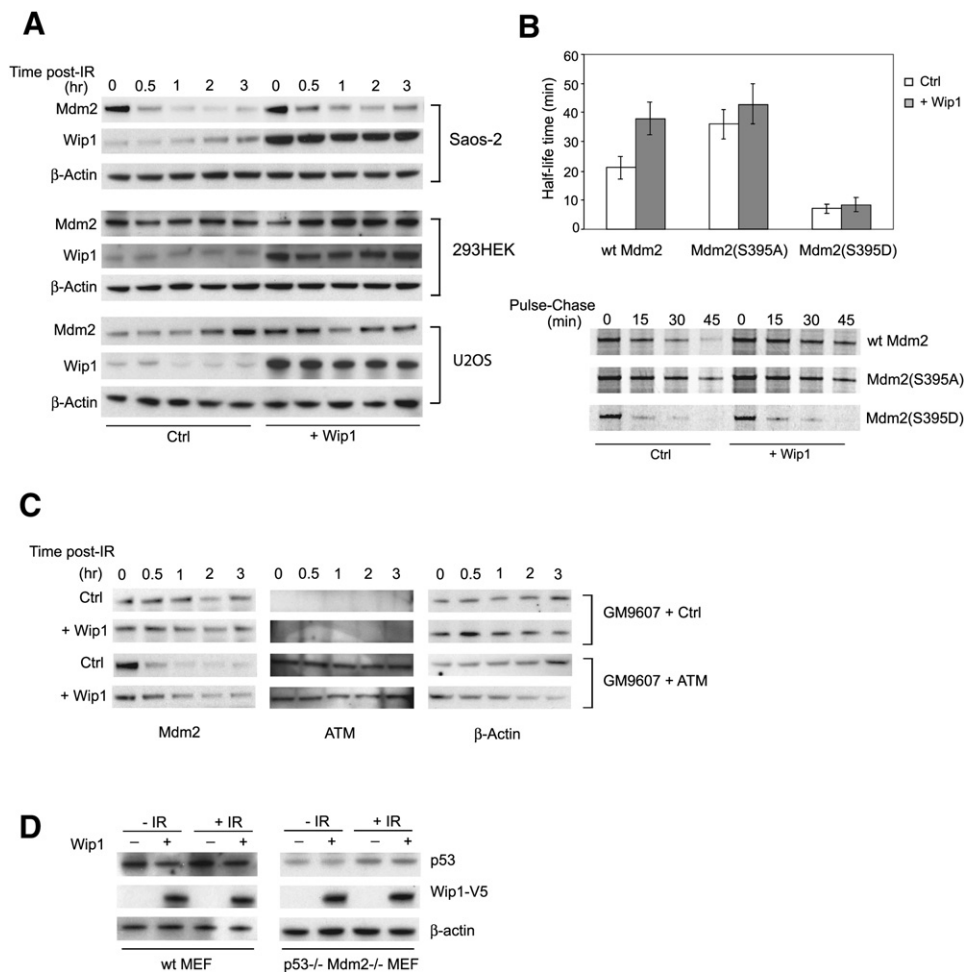 A
Time post-IR
(hr) 0 0.5 1 2 3 0 0.5 1 2 3
Mdm2
Wip1
β-Actin
Saos-2
Mdm2
Wip1
β-Actin
293HEK
Mdm2
Wip1
β-Actin
U2OS
Ctrl + Wip1
B
60
50
40
30
20
10
0
Half-life time (min)
Ctrl
+ Wip1
wt Mdm2 Mdm2(S395A) Mdm2(S395D)
Pulse-Chase
(min) 0 15 30 45 0 15 30 45
wt Mdm2
Mdm2(S395A)
Mdm2(S395D)
Ctrl + Wip1
C
Time post-IR
(hr) 0 0.5 1 2 3 0 0.5 1 2 3 0 0.5 1 2 3
Ctrl
+ Wip1
GM9607 + Ctrl
Ctrl
+ Wip1
GM9607 + ATM
Mdm2 ATM β-Actin
D
- IR + IR - IR + IR
Wip1 – + – + – + – +
p53
Wip1-V5
β-actin
wt MEF p53-/- Mdm2-/- MEF